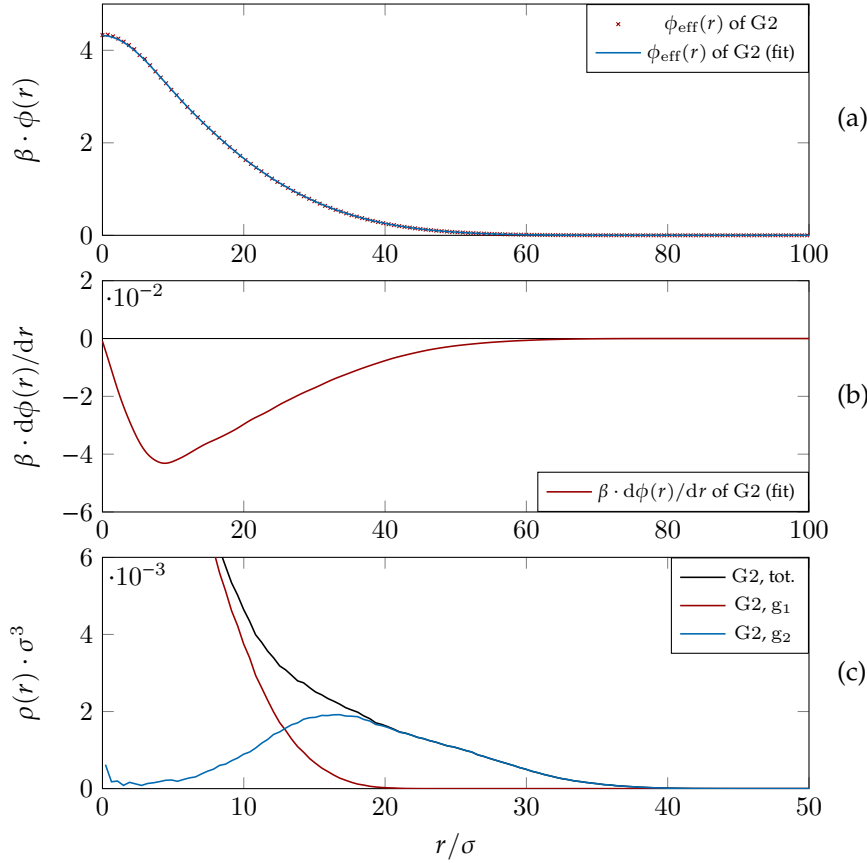 β · ϕ(r)
4
2
0
0 20 40 60 80 100
ϕeff(r) of G2
ϕeff(r) of G2 (fit)
(a)
β · dϕ(r)/dr
2
0
−2
−4
−6
·10−2
0 20 40 60 80 100
β · dϕ(r)/dr of G2 (fit)
(b)
ρ(r) · σ3
6
4
2
0
·10−3
0 10 20 30 40 50
G2, tot.
G2, g1
G2, g2
(c)
r/σ